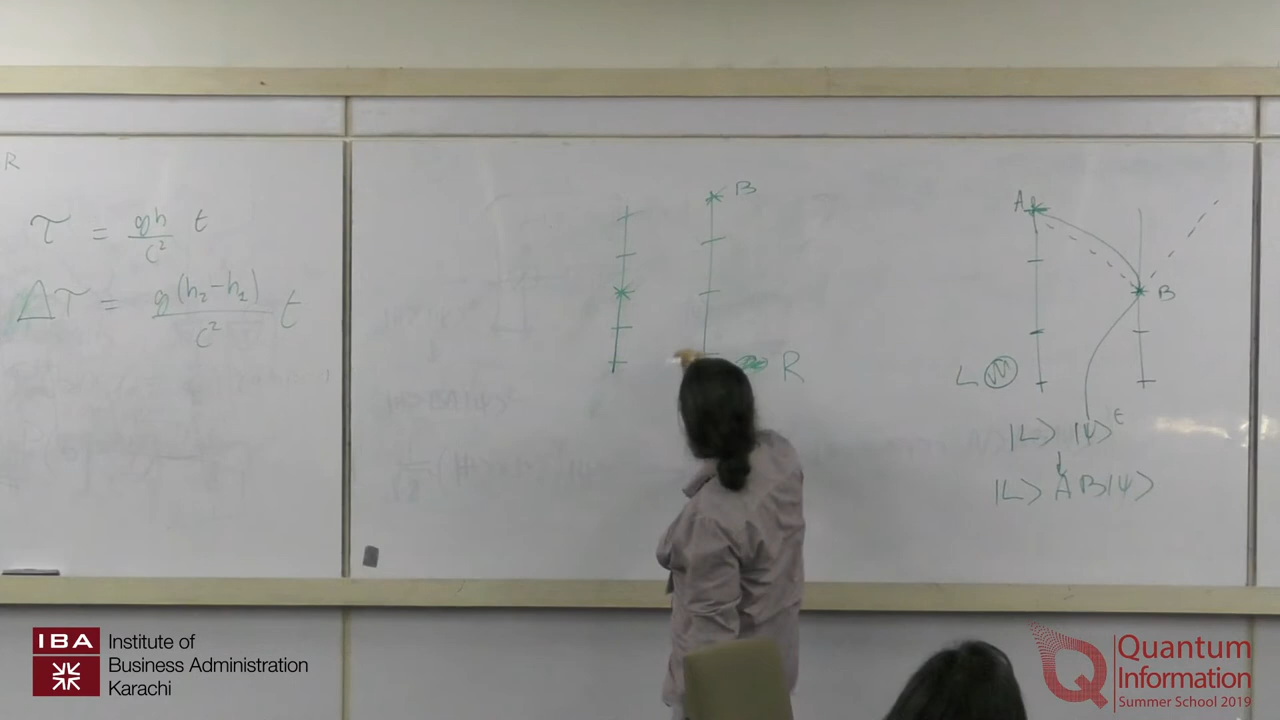 R
τ = gh/c² t
Δτ = g(h₂-h₁)/c² t
B
R
A
B
L
|L> |Ψ>ᵗ
↓
|L> A B|Ψ>
IBA
Institute of
Business Administration
Karachi
Quantum
Information
Summer School 2019